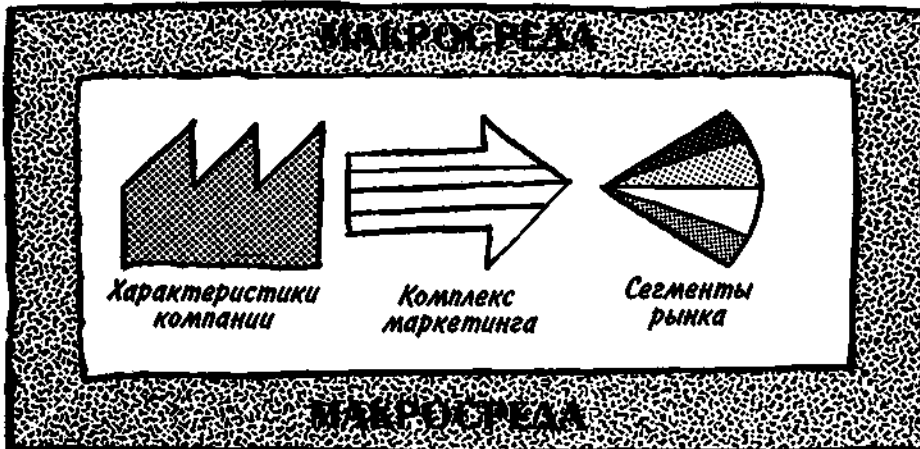 МАКРОСРЕДА
Характеристики
компании
Комплекс
маркетинга
Сегменты
рынка
МАКРОСРЕДА